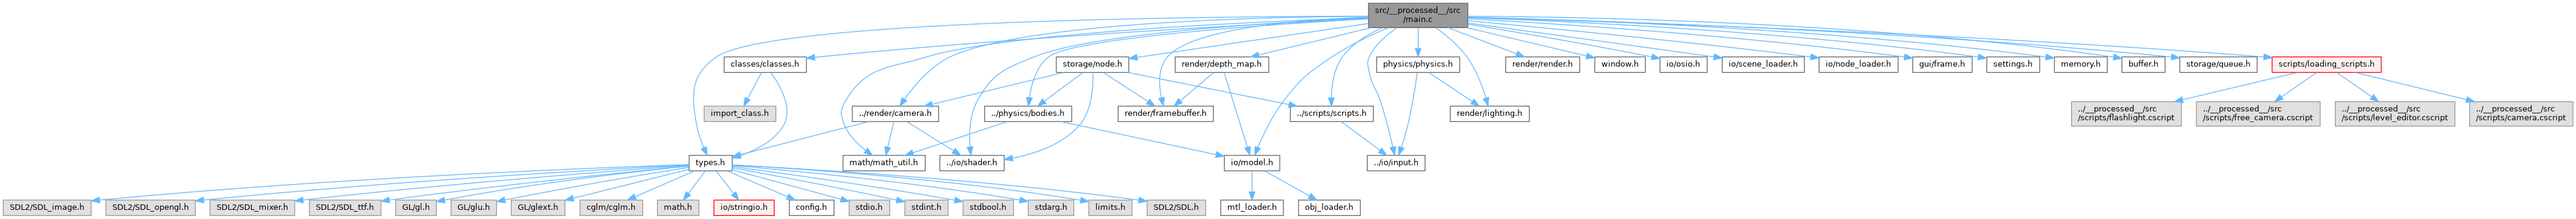 src/__processed__/src
/main.c
classes/classes.h
storage/node.h
render/depth_map.h
physics/physics.h
render/render.h
window.h
io/osio.h
io/scene_loader.h
io/node_loader.h
gui/frame.h
settings.h
memory.h
buffer.h
storage/queue.h
scripts/loading_scripts.h
import_class.h
../render/camera.h
../physics/bodies.h
render/framebuffer.h
../scripts/scripts.h
render/lighting.h
../__processed__/src
/scripts/flashlight.cscript
../__processed__/src
/scripts/free_camera.cscript
../__processed__/src
/scripts/level_editor.cscript
../__processed__/src
/scripts/camera.cscript
types.h
math/math_util.h
../io/shader.h
io/model.h
../io/input.h
SDL2/SDL_image.h
SDL2/SDL_opengl.h
SDL2/SDL_mixer.h
SDL2/SDL_ttf.h
GL/gl.h
GL/glu.h
GL/glext.h
cglm/cglm.h
math.h
io/stringio.h
config.h
stdio.h
stdint.h
stdbool.h
stdarg.h
limits.h
SDL2/SDL.h
mtl_loader.h
obj_loader.h